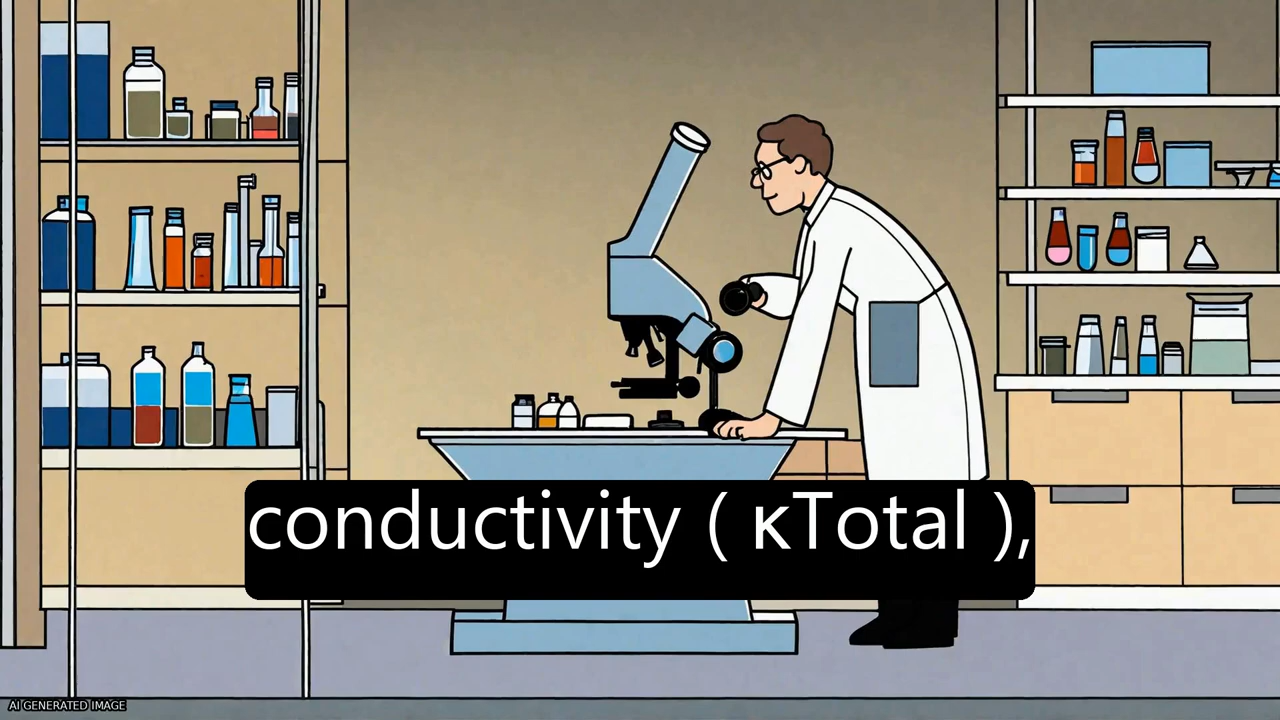 conductivity ( κTotal ),
AI GENERATED IMAGE